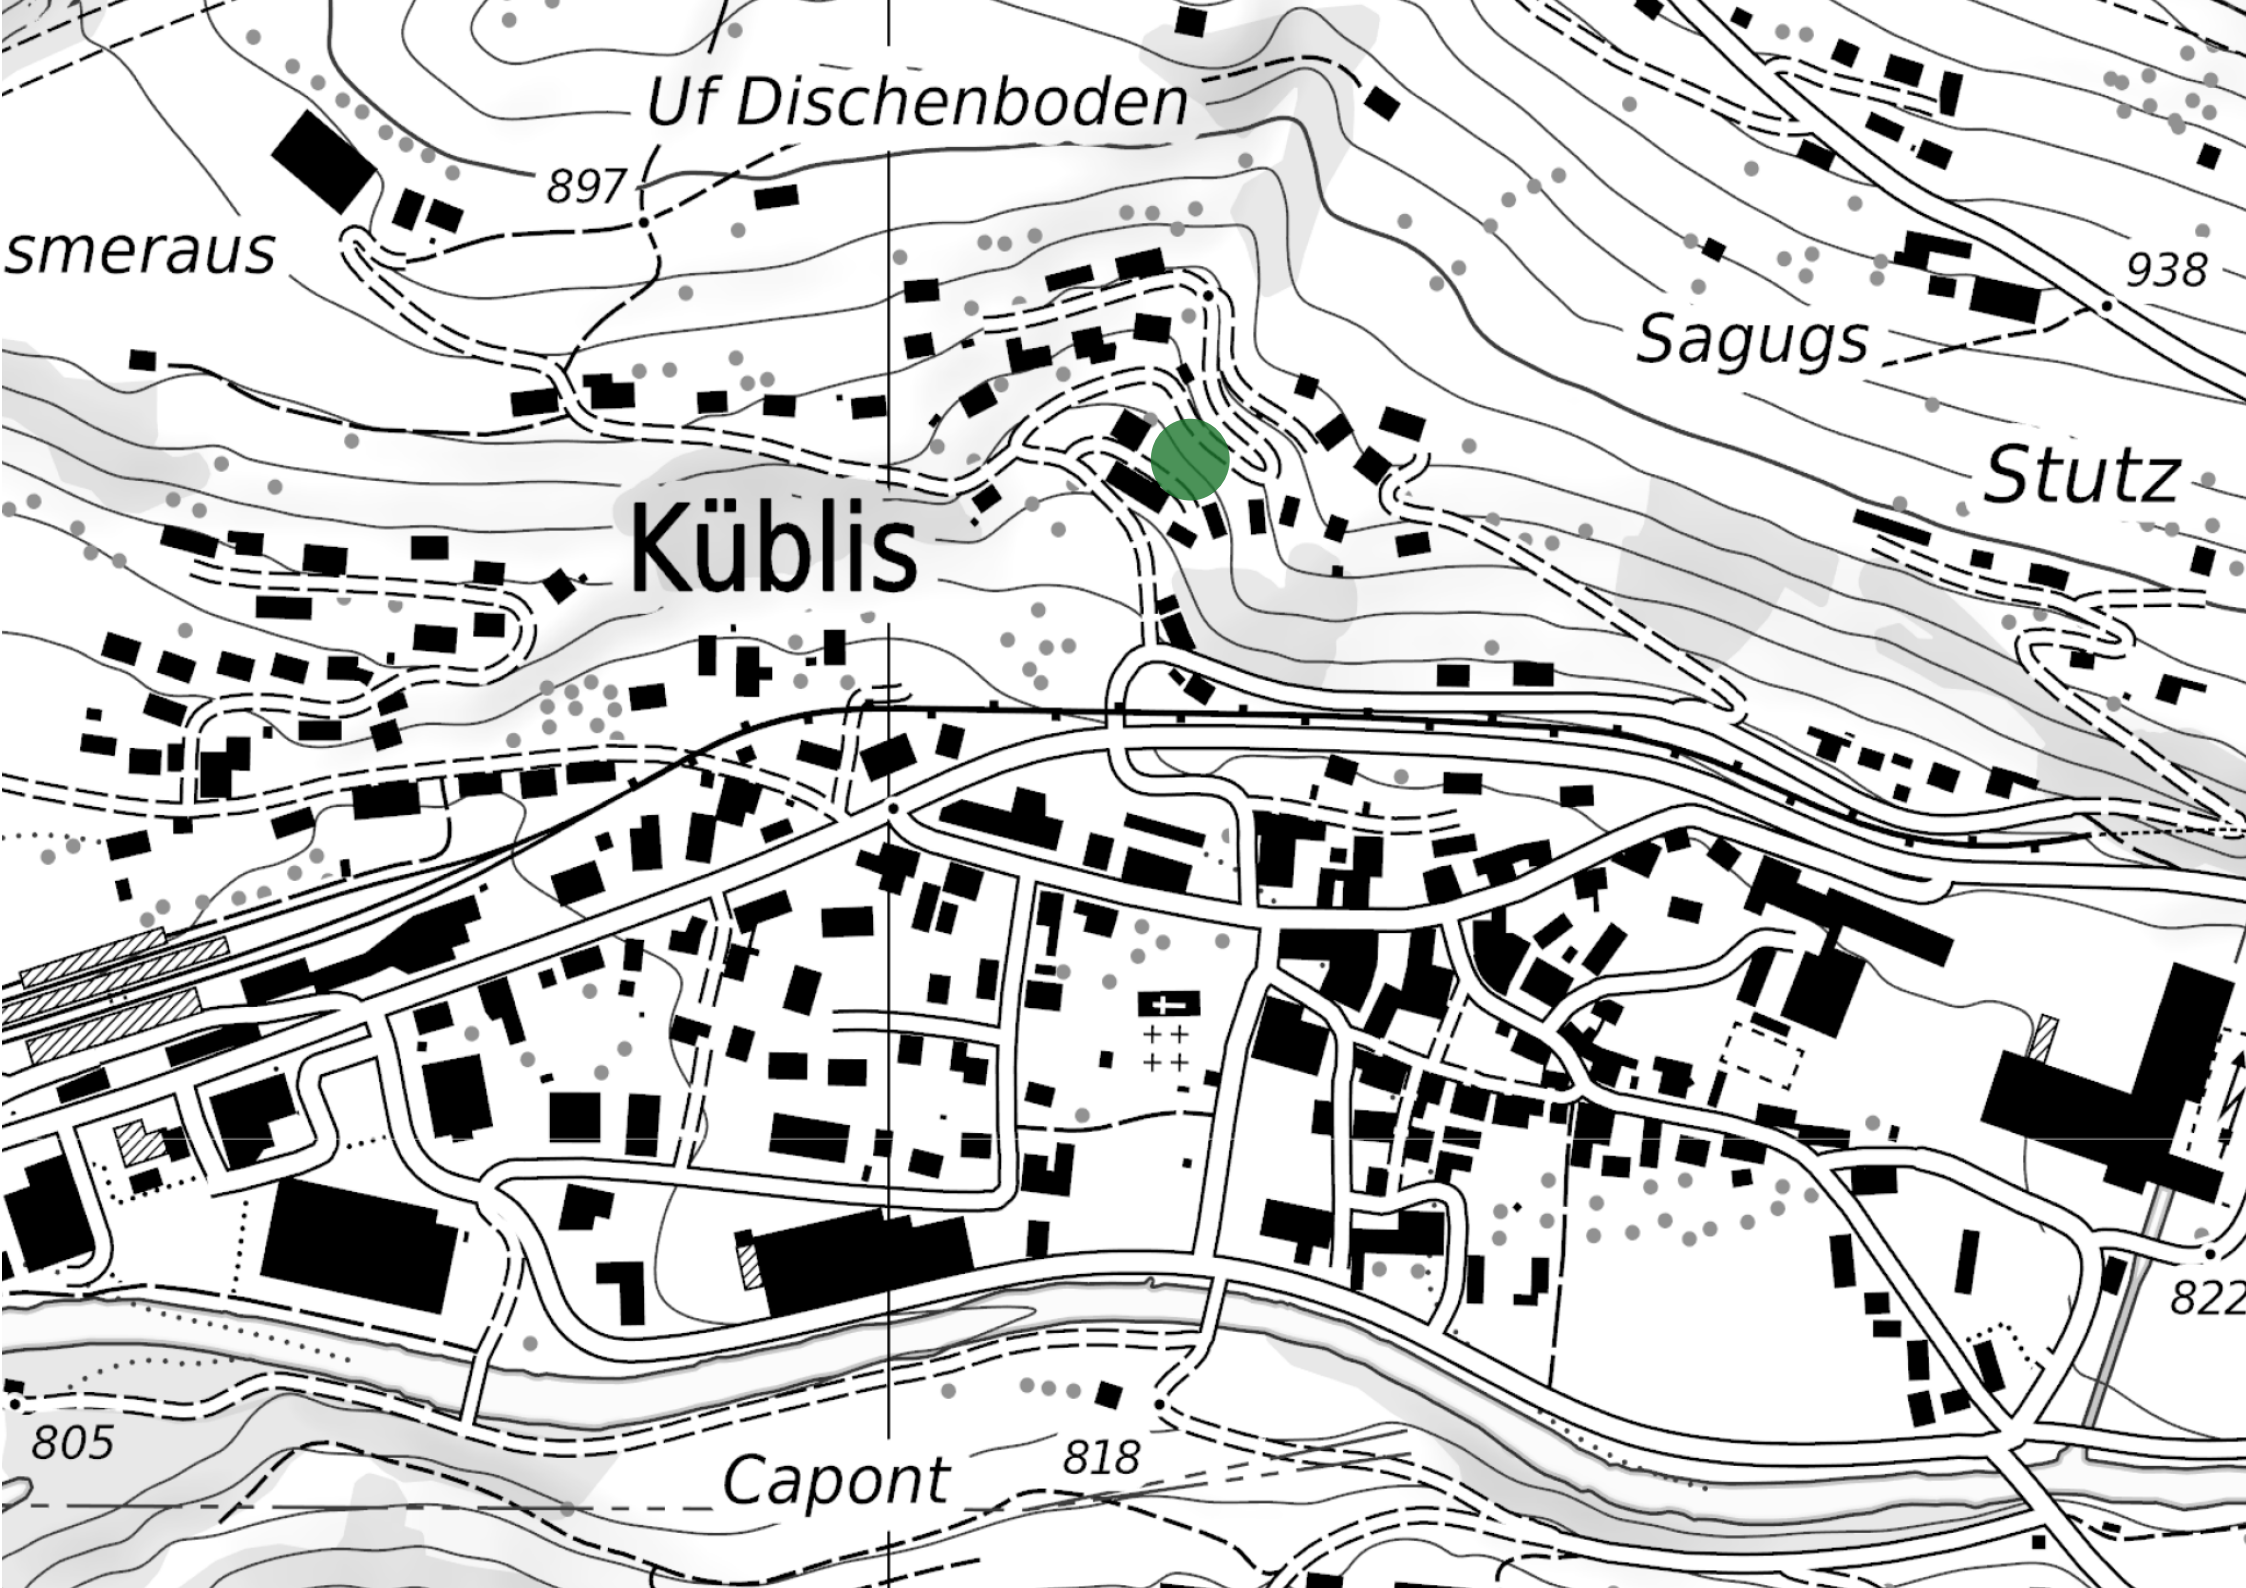 Uf Dischenboden
897
smeraus
938
Sagugs
Stutz
Küblis
822
805
818
Capont